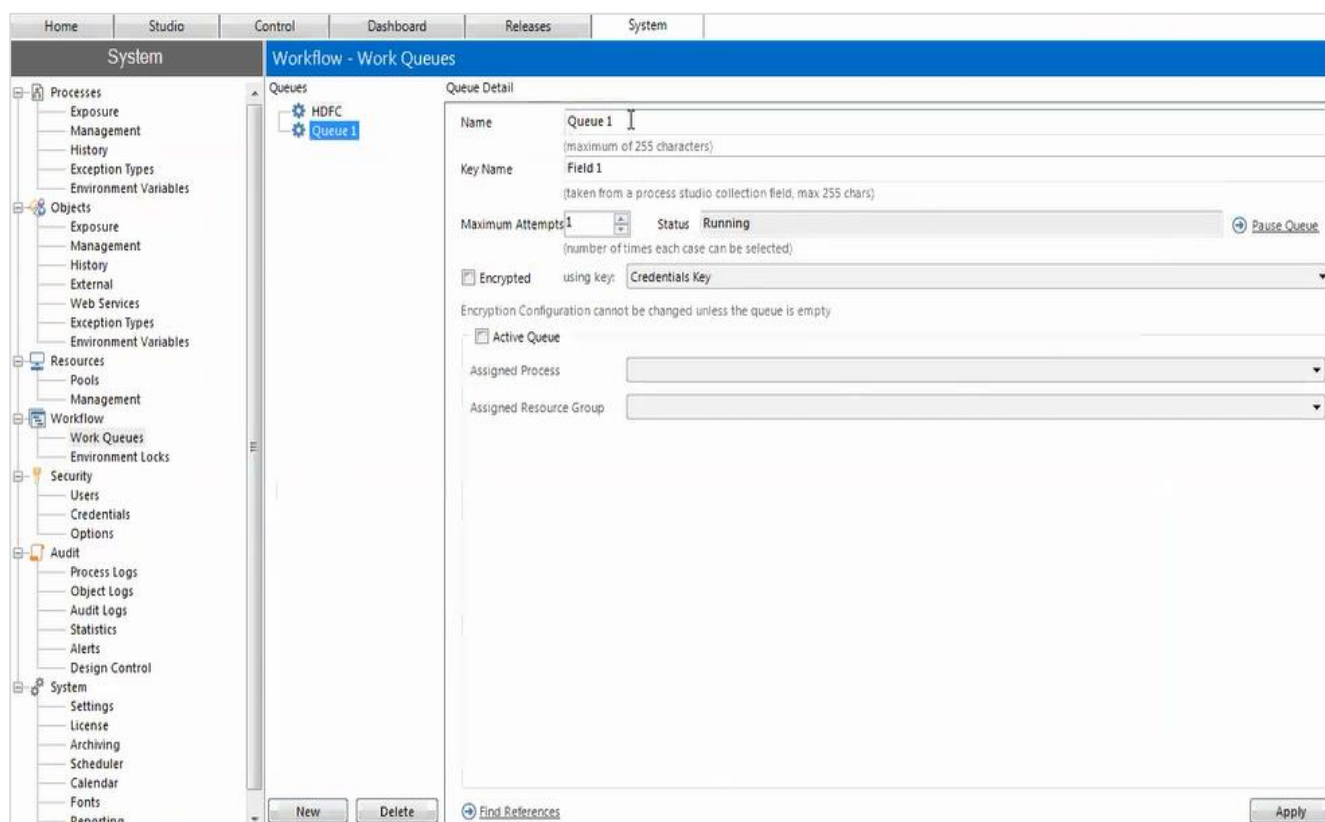 Home Studio Control Dashboard Releases System
System
Workflow - Work Queues
Processes
Exposure
Management
History
Exception Types
Environment Variables
Objects
Exposure
Management
History
External
Web Services
Exception Types
Environment Variables
Resources
Pools
Management
Workflow
Work Queues
Environment Locks
Security
Users
Credentials
Options
Audit
Process Logs
Object Logs
Audit Logs
Statistics
Alerts
Design Control
System
Settings
License
Archiving
Scheduler
Calendar
Fonts
Reporting
Queues
HDFC
Queue 1
New Delete
Queue Detail
Name Queue 1
(maximum of 255 characters)
Key Name Field 1
(taken from a process studio collection field, max 255 chars)
Maximum Attempts 1 Status Running Pause Queue
(number of times each case can be selected)
Encrypted using key: Credentials Key
Encryption Configuration cannot be changed unless the queue is empty
Active Queue
Assigned Process
Assigned Resource Group
Find References Apply